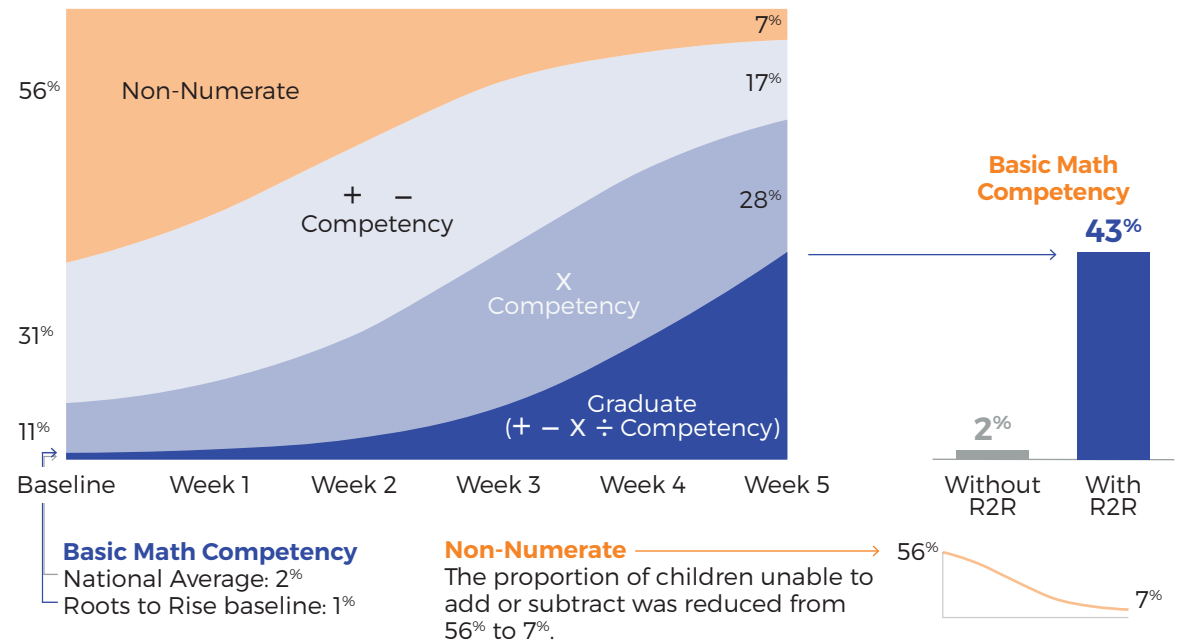 56%
31%
11%
Non-Numerate
+ −
Competency
X
Competency
Graduate
(+ − X ÷ Competency)
7%
17%
28%
Baseline
Week 1
Week 2
Week 3
Week 4
Week 5
Basic Math
Competency
43%
2%
Without
R2R
With
R2R
Basic Math Competency
National Average: 2%
Roots to Rise baseline: 1%
Non-Numerate
The proportion of children unable to
add or subtract was reduced from
56% to 7%.
56%
7%